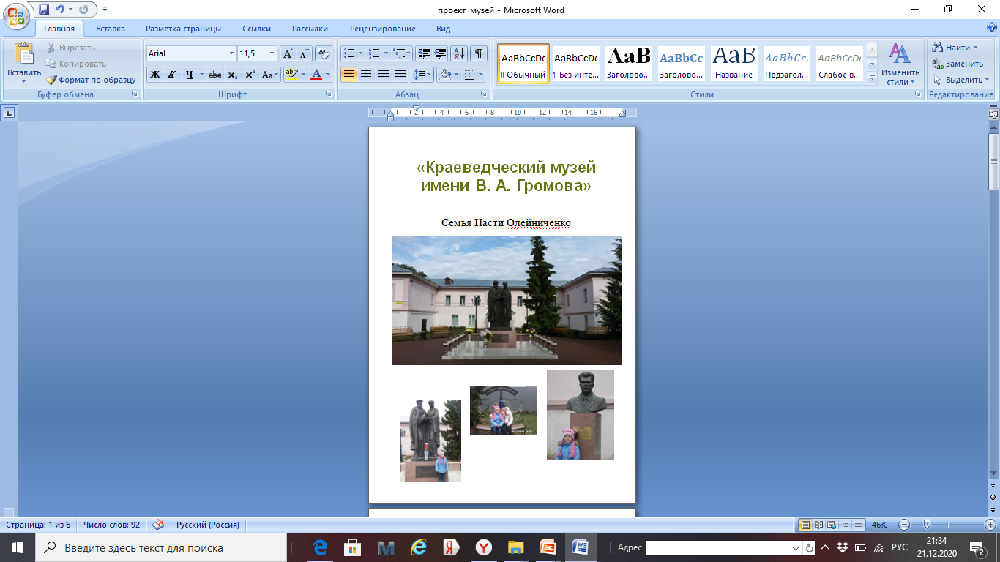 проект музей - Microsoft Word
Главная Вставка Разметка страницы Ссылки Рассылки Рецензирование Вид
Вставить
Вырезать
Копировать
Формат по образцу
Буфер обмена
Arial 11,5
Ж К Ч abc x₂ x² Aa
Шрифт
Абзац
AaBbCcDc AaBbCcDc AaB AaBbCc AaB AaBbCc. AaBbCcDc
¶ Обычный ¶ Без инте... Заголово... Заголово... Название Подзагол... Слабое в...
Изменить стили
Стили
Найти
Заменить
Выделить
Редактирование
2 4 6 8 10 12 14 16
«Краеведческий музей
имени В. А. Громова»
Семья Насти Олейниченко
Страница: 1 из 6 Число слов: 92 Русский (Россия) 46%
Введите здесь текст для поиска
Адрес
РУС
21:34
21.12.2020
2